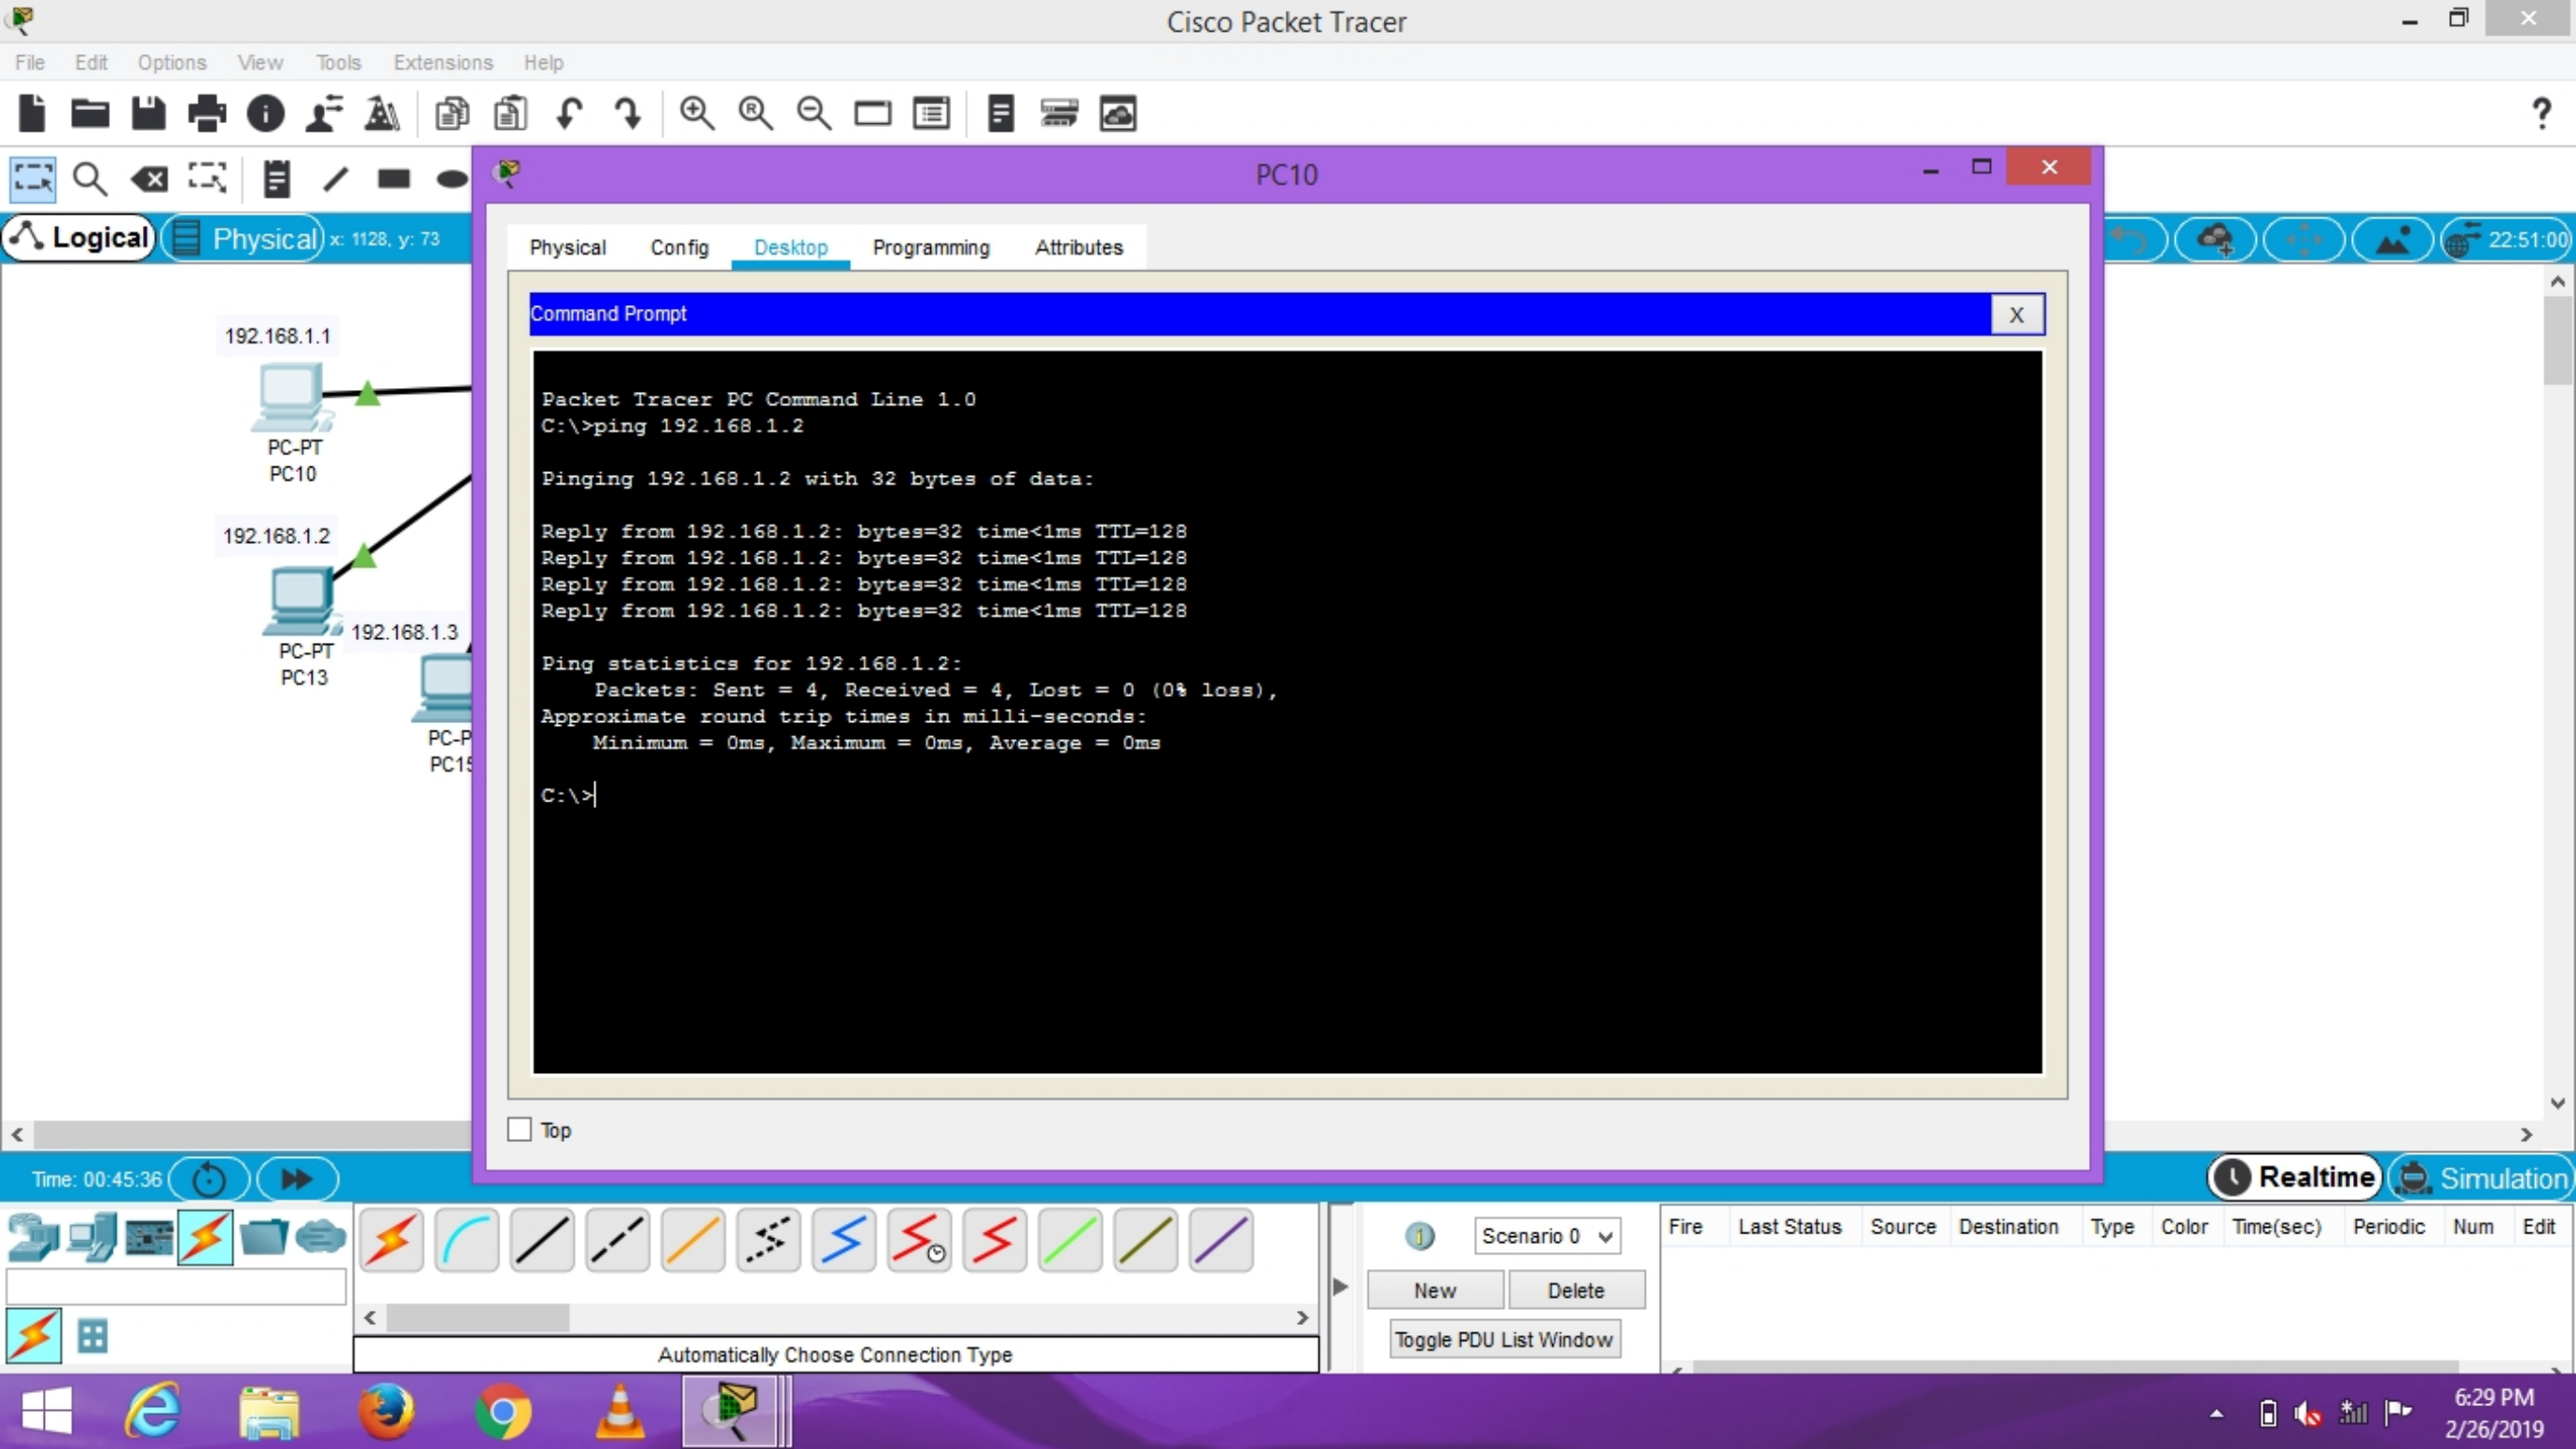 Cisco Packet Tracer
File Edit Options View Tools Extensions Help
PC10
Logical Physical x: 1128, y: 73
22:51:00
Physical Config Desktop Programming Attributes
Command Prompt X
192.168.1.1
PC-PT
PC10
192.168.1.2
PC-PT
PC13
192.168.1.3
PC-P
PC15
Packet Tracer PC Command Line 1.0
C:\>ping 192.168.1.2
Pinging 192.168.1.2 with 32 bytes of data:
Reply from 192.168.1.2: bytes=32 time<1ms TTL=128
Reply from 192.168.1.2: bytes=32 time<1ms TTL=128
Reply from 192.168.1.2: bytes=32 time<1ms TTL=128
Reply from 192.168.1.2: bytes=32 time<1ms TTL=128
Ping statistics for 192.168.1.2:
Packets: Sent = 4, Received = 4, Lost = 0 (0% loss),
Approximate round trip times in milli-seconds:
Minimum = 0ms, Maximum = 0ms, Average = 0ms
C:\>
Top
Time: 00:45:36
Realtime Simulation
Scenario 0
New Delete
Toggle PDU List Window
Fire Last Status Source Destination Type Color Time(sec) Periodic Num Edit
Automatically Choose Connection Type
6:29 PM
2/26/2019